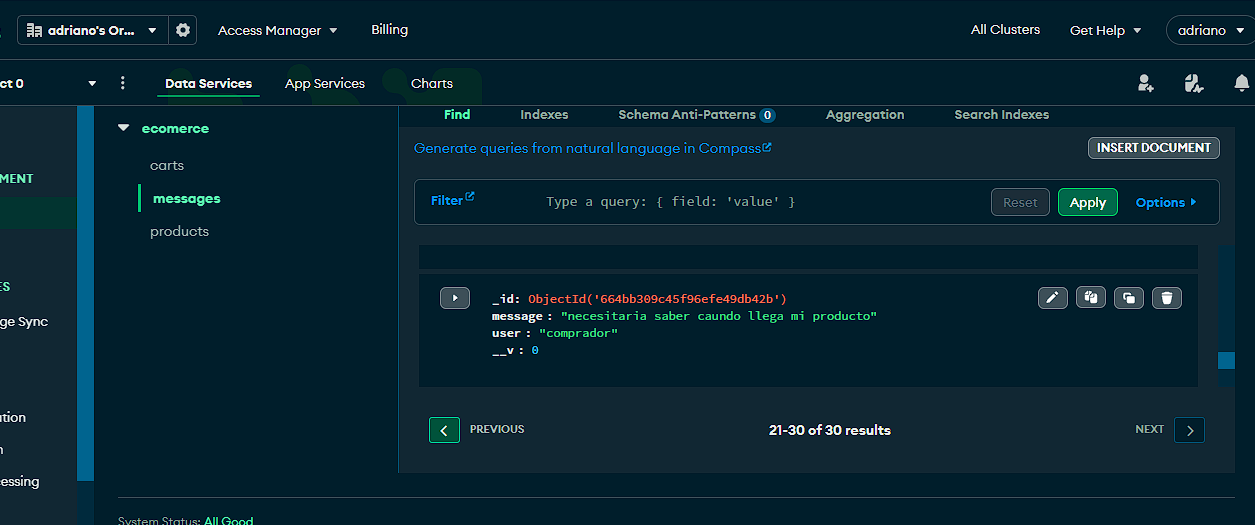 adriano's Or...
Access Manager
Billing
All Clusters
Get Help
adriano
ct 0
Data Services
App Services
Charts
MENT
ES
ge Sync
ation
n
essing
ecomerce
carts
messages
products
Find
Indexes
Schema Anti-Patterns 0
Aggregation
Search Indexes
Generate queries from natural language in Compass
INSERT DOCUMENT
Filter
Type a query: { field: 'value' }
Reset
Apply
Options
_id: ObjectId('664bb309c45f96efe49db42b')
message : "necesitaria saber caundo llega mi producto"
user : "comprador"
__v : 0
PREVIOUS
21-30 of 30 results
NEXT
System Status: All Good